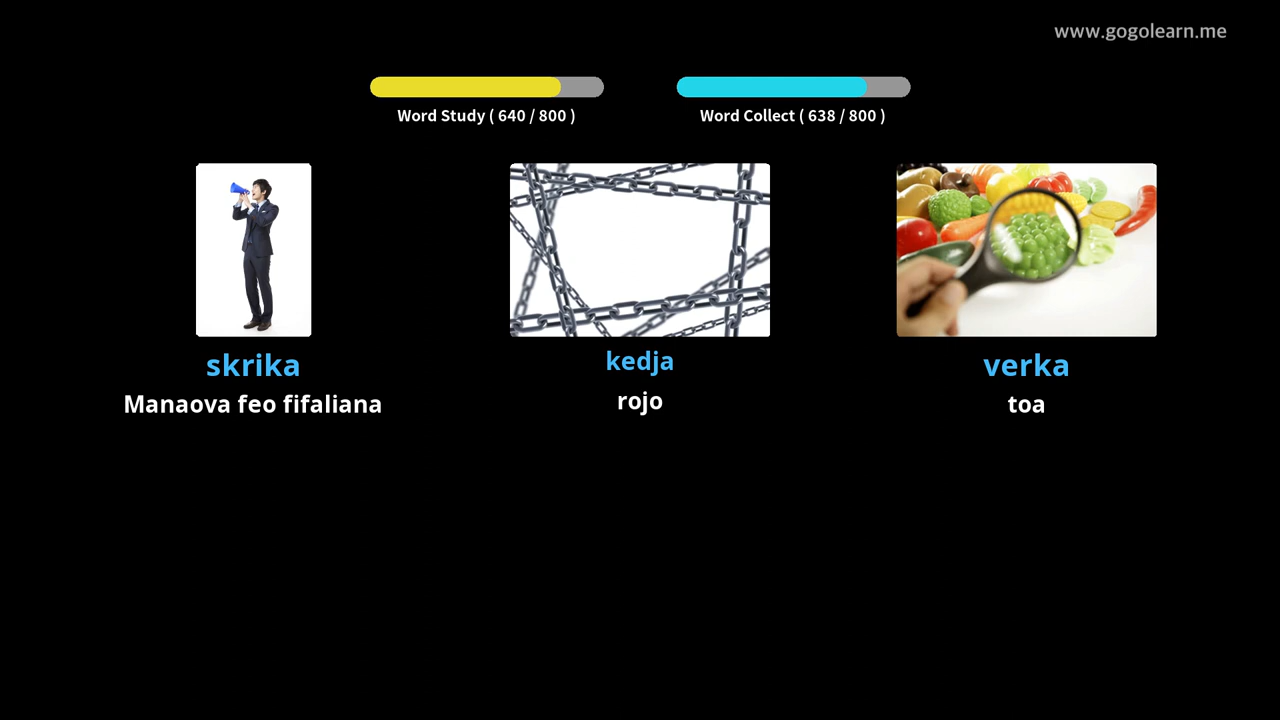 www.gogolearn.me
Word Study ( 640 / 800 )
Word Collect ( 638 / 800 )
skrika
kedja
verka
Manaova feo fifaliana
rojo
toa